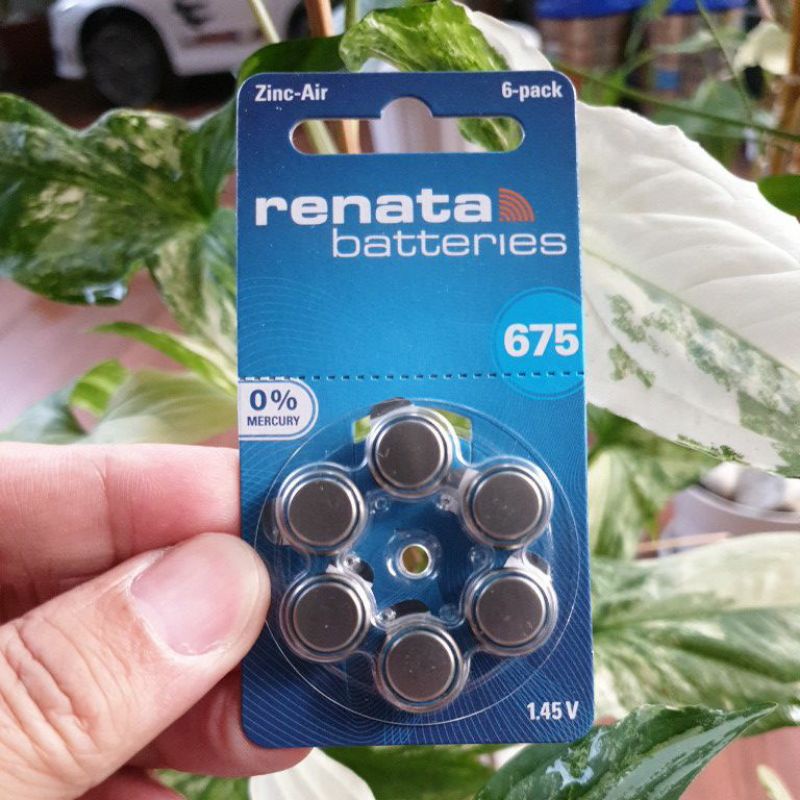 Zinc-Air 6-pack
renata
batteries
675
0%
MERCURY
1.45 V